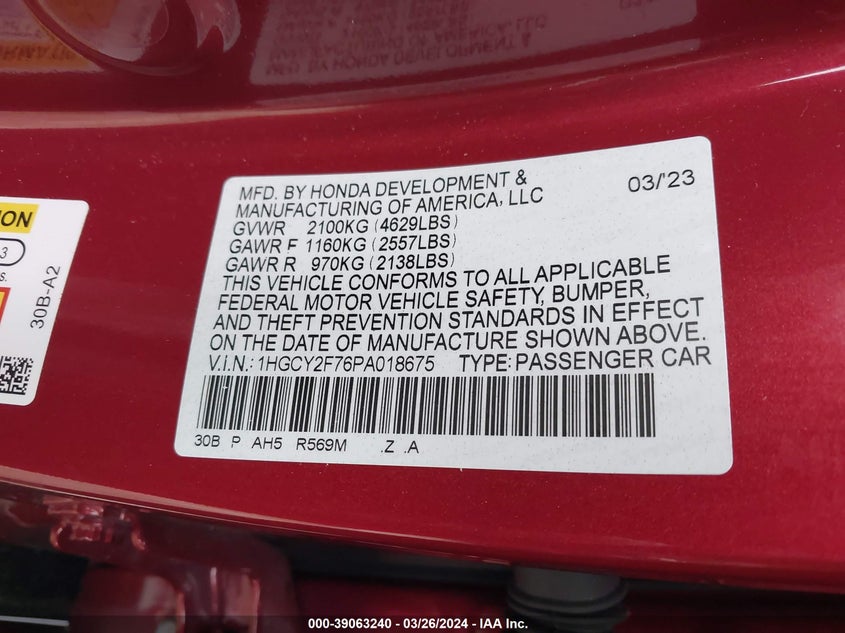 MFD. BY HONDA DEVELOPMENT & 03/'23
MANUFACTURING OF AMERICA, LLC
GVWR 2100KG (4629LBS)
GAWR F 1160KG (2557LBS)
GAWR R 970KG (2138LBS)
THIS VEHICLE CONFORMS TO ALL APPLICABLE
FEDERAL MOTOR VEHICLE SAFETY, BUMPER,
AND THEFT PREVENTION STANDARDS IN EFFECT
ON THE DATE OF MANUFACTURE SHOWN ABOVE.
V.I.N.: 1HGCY2F76PA018675 TYPE: PASSENGER CAR
30B P AH5 R569M .Z .A
ION
3
s.
30B-A2
000-39063240 / 03/26/2024 - IAA Inc.